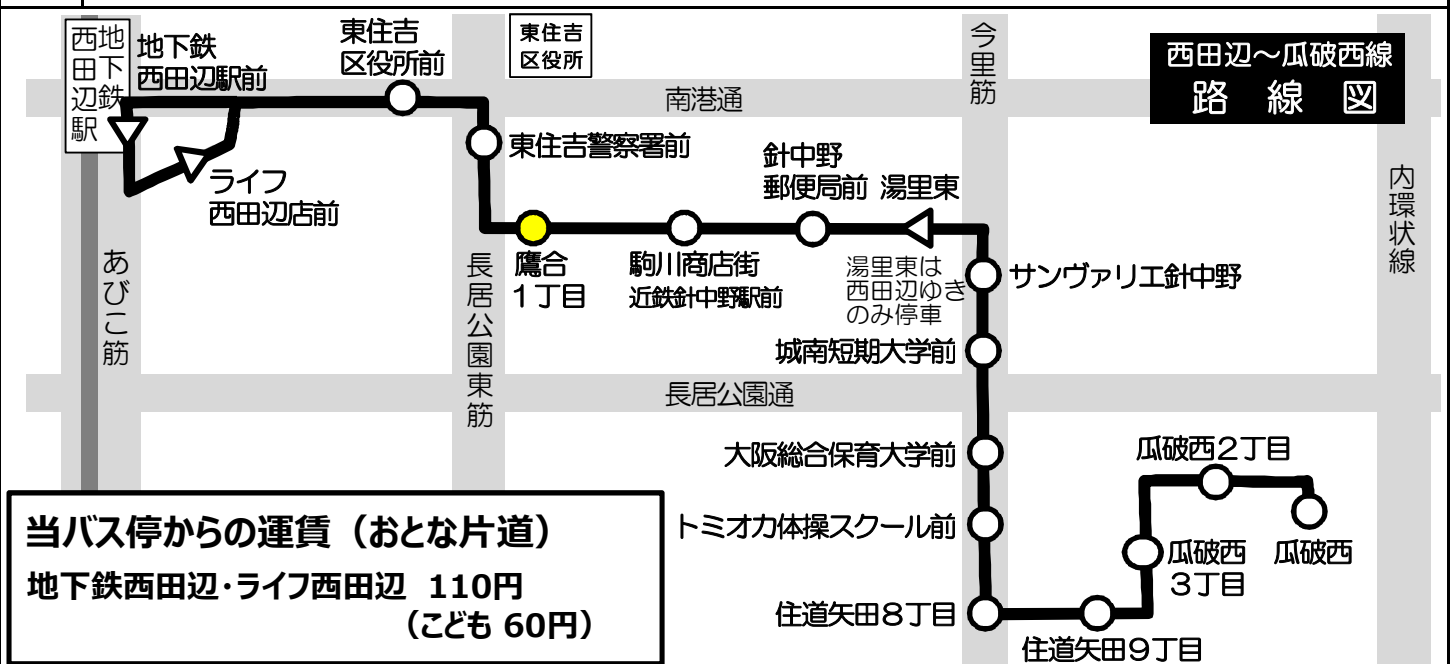 西田辺～瓜破西線
路線図
地下鉄
西田辺駅
地下鉄
西田辺駅前
東住吉
区役所前
東住吉
区役所
南港通
今里筋
内環状線
東住吉警察署前
ライフ
西田辺店前
針中野
郵便局前
湯里東
あびこ筋
長居公園東筋
鷹合
1丁目
駒川商店街
近鉄針中野駅前
湯里東は
西田辺ゆき
のみ停車
サンヴァリエ針中野
城南短期大学前
長居公園通
大阪総合保育大学前
トミオカ体操スクール前
住道矢田8丁目
住道矢田9丁目
瓜破西2丁目
瓜破西
3丁目
瓜破西
当バス停からの運賃（おとな片道）
地下鉄西田辺・ライフ西田辺 110円
（こども 60円）